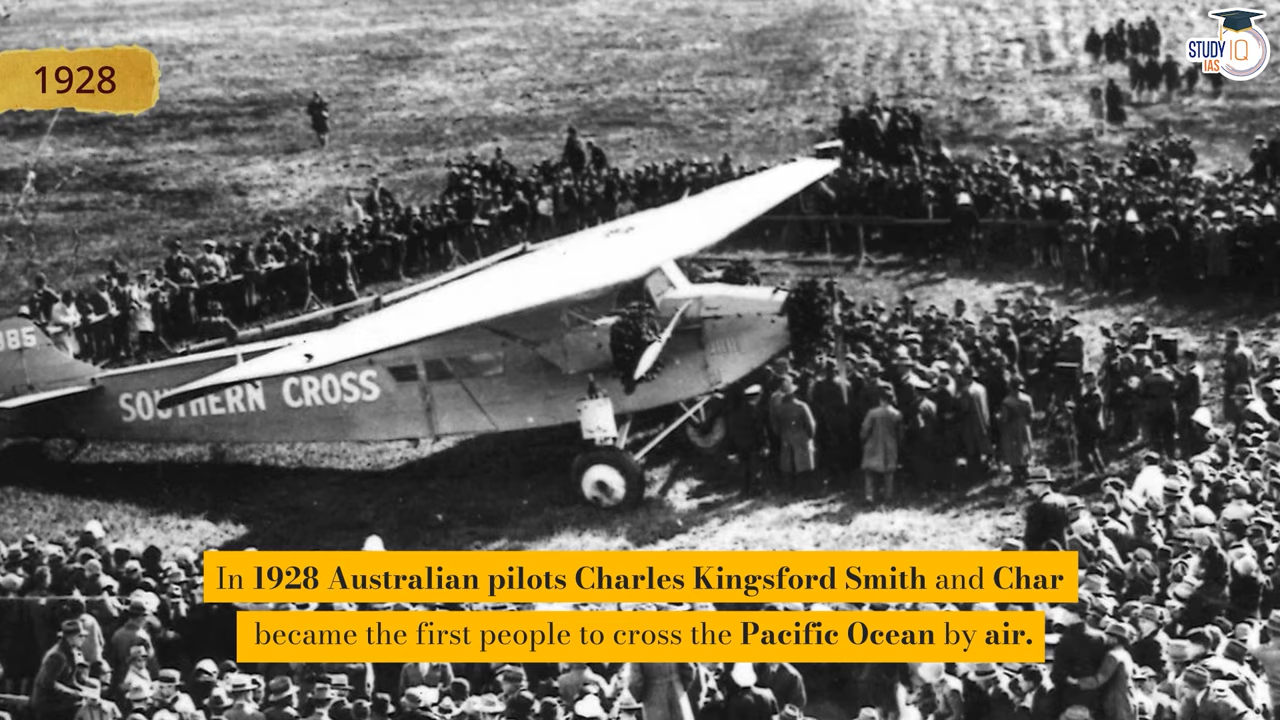 1928
STUDY IQ
IAS
985
SOUTHERN CROSS
In 1928 Australian pilots Charles Kingsford Smith and Char
became the first people to cross the Pacific Ocean by air.